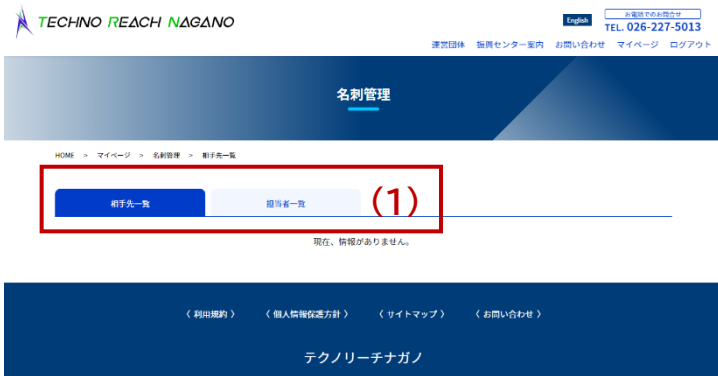 TECHNO REACH NAGANO
English
お電話でのお問合せ
TEL. 026-227-5013
運営団体 振興センター案内 お問い合わせ マイページ ログアウト
名刺管理
HOME > マイページ > 名刺管理 > 相手先一覧
相手先一覧 担当者一覧
(1)
現在、情報がありません。
〈 利用規約 〉 〈 個人情報保護方針 〉 〈 サイトマップ 〉 〈 お問い合わせ 〉
テクノリーチナガノ